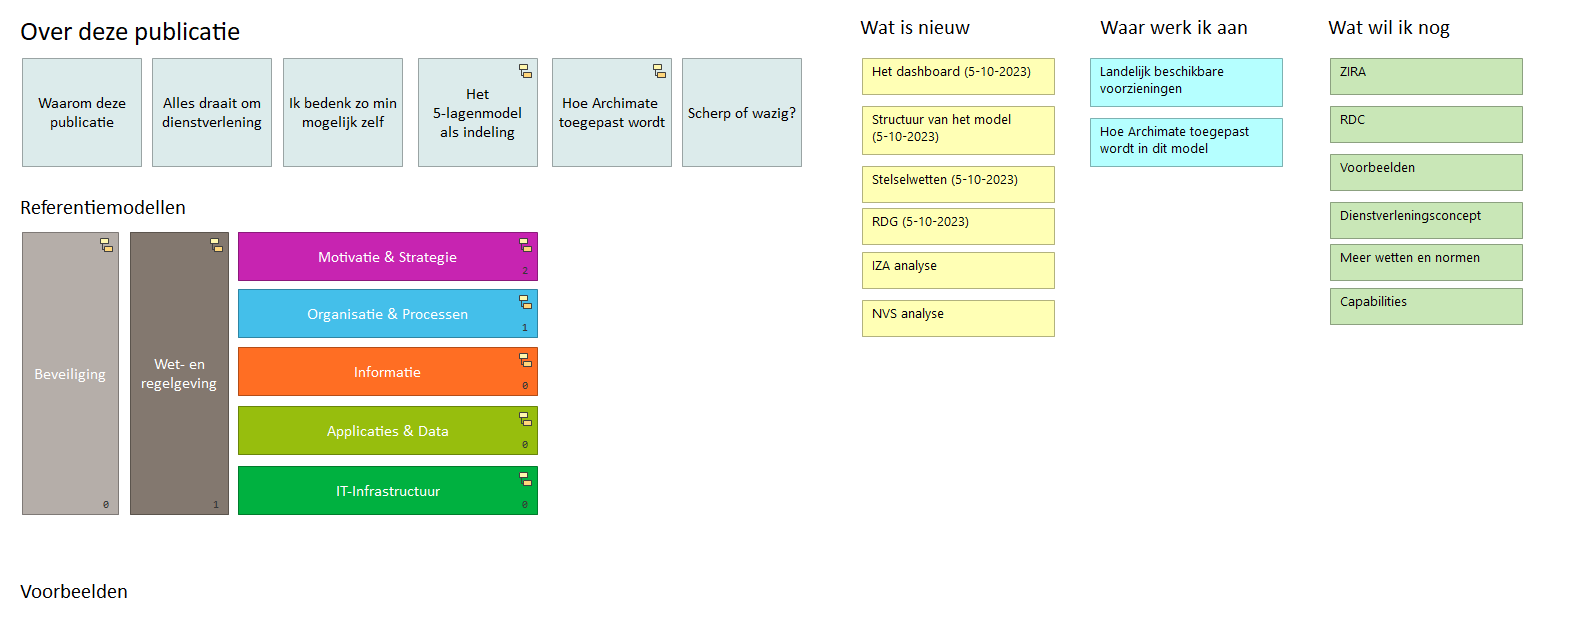 Over deze publicatie
Waarom deze
publicatie
Alles draait om
dienstverlening
Ik bedenk zo min
mogelijk zelf
Het
5-lagenmodel
als indeling
Hoe Archimate
toegepast wordt
Scherp of wazig?
Referentiemodellen
Beveiliging
0
Wet- en
regelgeving
1
Motivatie & Strategie
2
Organisatie & Processen
1
Informatie
0
Applicaties & Data
0
IT-Infrastructuur
0
Voorbeelden
Wat is nieuw
Het dashboard (5-10-2023)
Structuur van het model
(5-10-2023)
Stelselwetten (5-10-2023)
RDG (5-10-2023)
IZA analyse
NVS analyse
Waar werk ik aan
Landelijk beschikbare
voorzieningen
Hoe Archimate toegepast
wordt in dit model
Wat wil ik nog
ZIRA
RDC
Voorbeelden
Dienstverleningsconcept
Meer wetten en normen
Capabilities